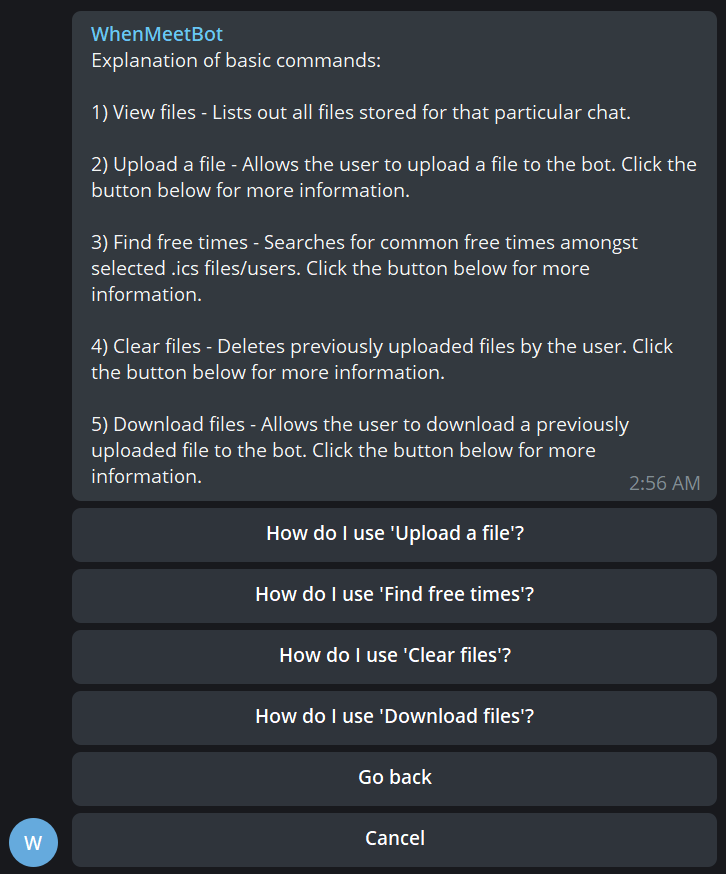 WhenMeetBot
Explanation of basic commands:
1) View files - Lists out all files stored for that particular chat.
2) Upload a file - Allows the user to upload a file to the bot. Click the
button below for more information.
3) Find free times - Searches for common free times amongst
selected .ics files/users. Click the button below for more
information.
4) Clear files - Deletes previously uploaded files by the user. Click
the button below for more information.
5) Download files - Allows the user to download a previously
uploaded file to the bot. Click the button below for more
information.
2:56 AM
How do I use 'Upload a file'?
How do I use 'Find free times'?
How do I use 'Clear files'?
How do I use 'Download files'?
Go back
Cancel
W